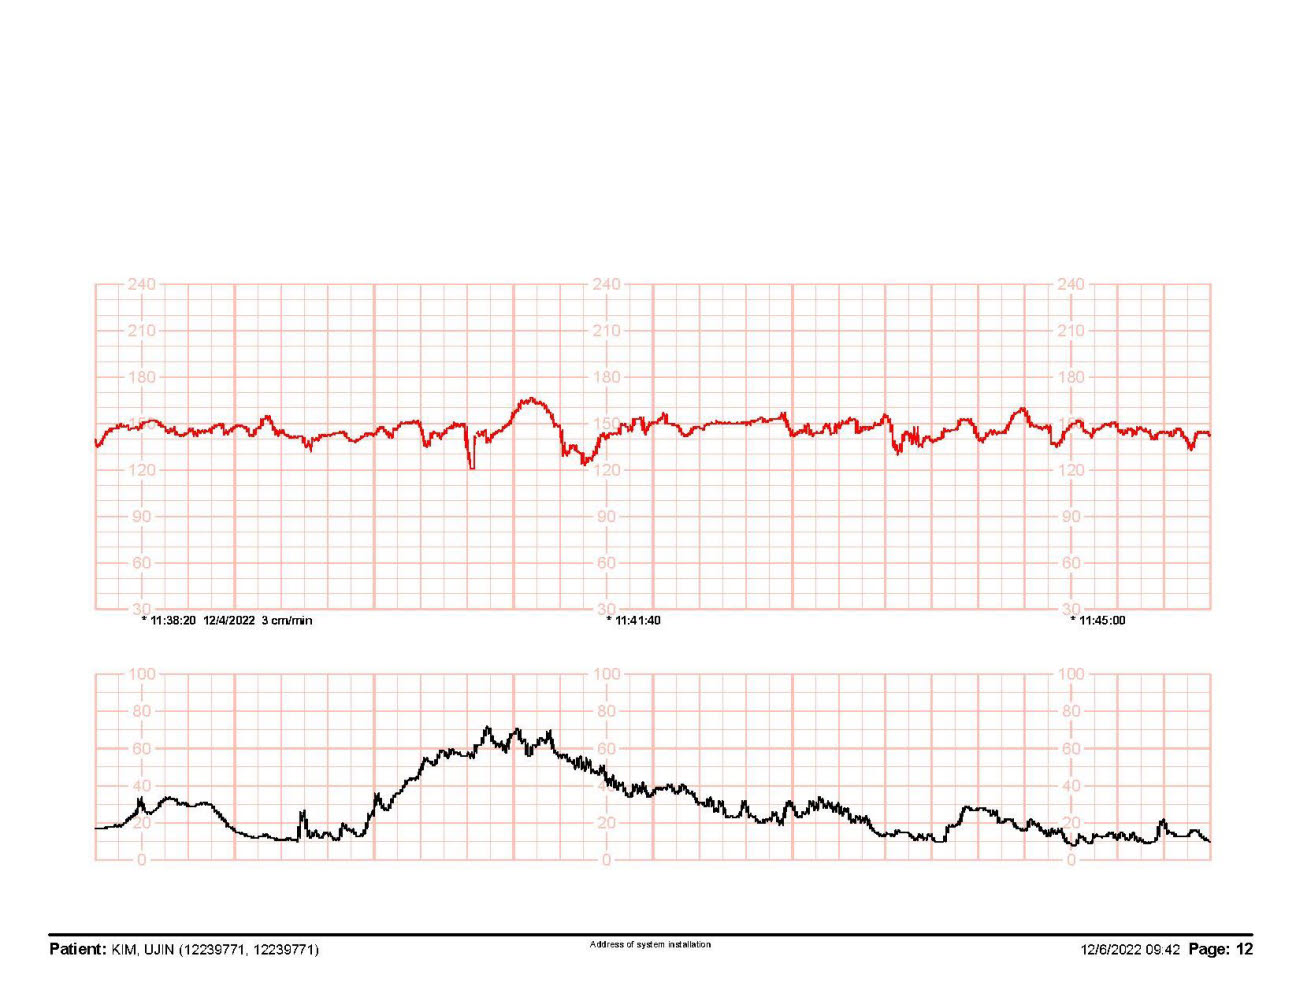 240 240 240
210 210 210
180 180 180
150 150 150
120 120 120
90 90 90
60 60 60
30 30 30
* 11:38:20 12/4/2022 3 cm/min * 11:41:40 * 11:45:00
100 100 100
80 80 80
60 60 60
40 40 40
20 20 20
0 0 0
Patient: KIM, UJIN (12239771, 12239771) Address of system installation 12/6/2022 09:42 Page: 12